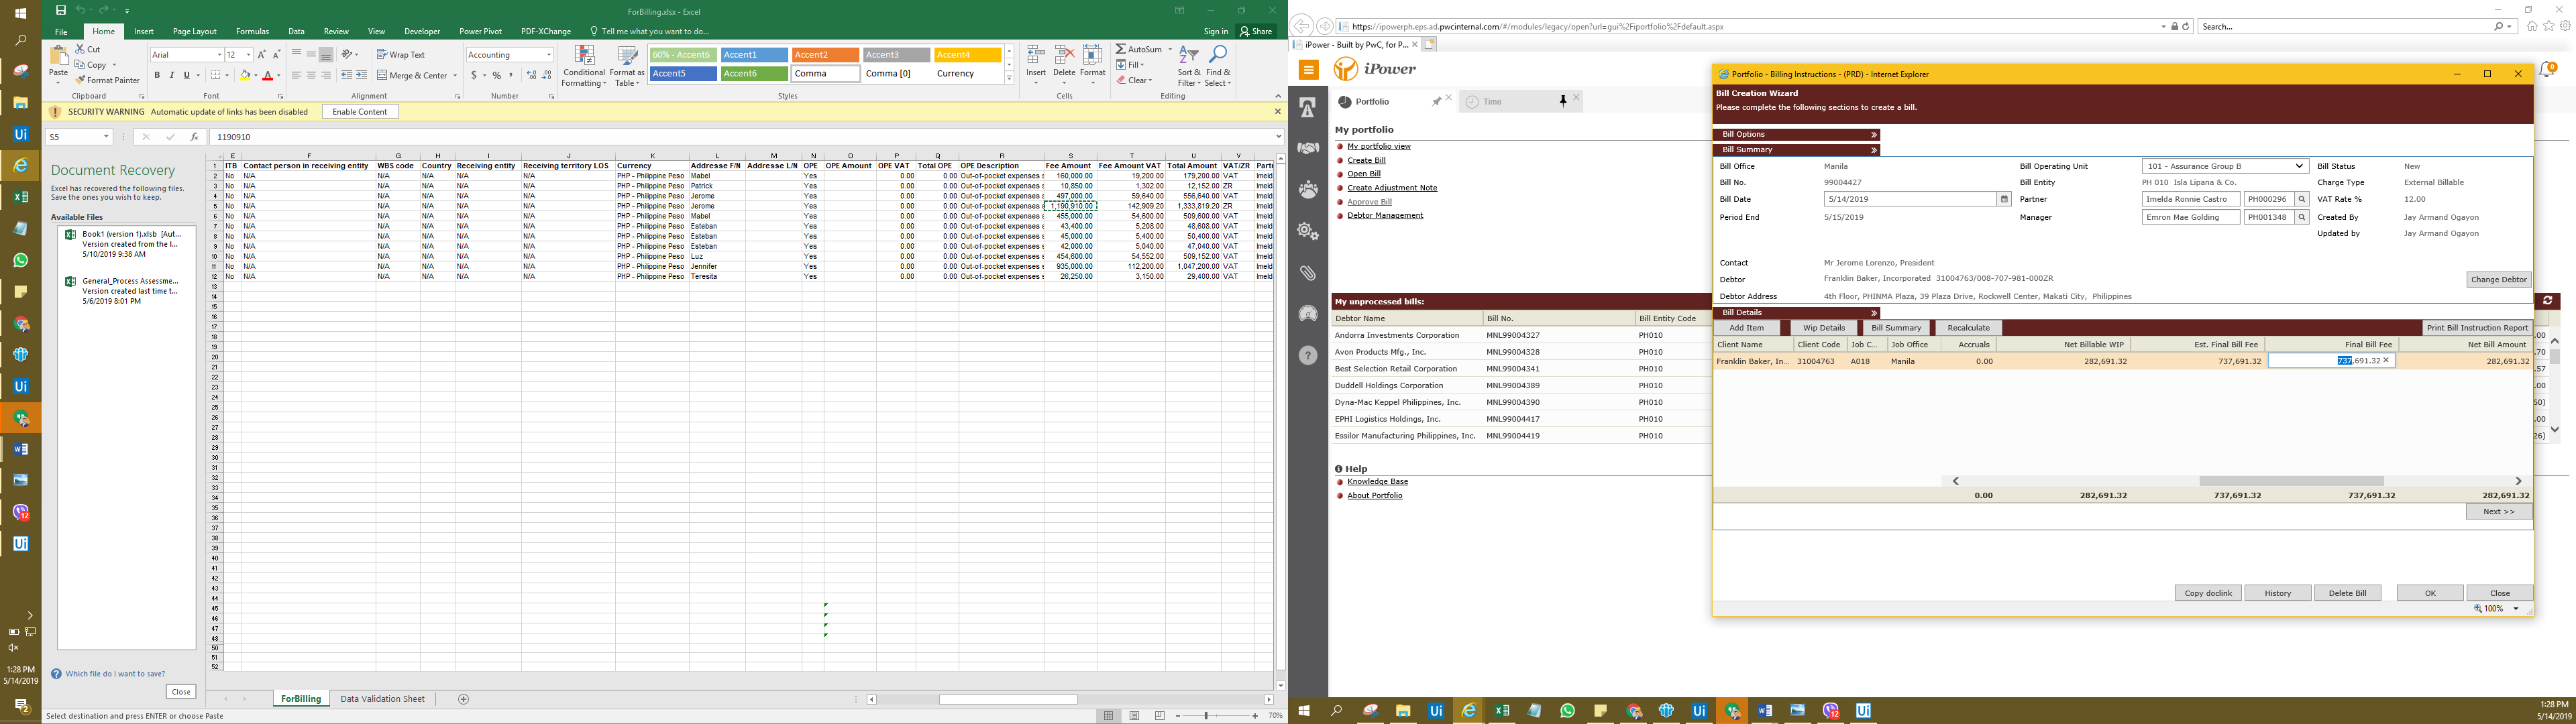 ForBilling.xlsx - Excel
File Home Insert Page Layout Formulas Data Review View Developer Power Pivot PDF-XChange Tell me what you want to do... Sign in Share
Paste
Cut
Copy
Format Painter
Clipboard
Arial 12
B I U
Font
Wrap Text
Merge & Center
Alignment
Accounting
Number
Conditional Formatting
Format as Table
60% - Accent6 Accent1 Accent2 Accent3 Accent4
Accent5 Accent6 Comma Comma [0] Currency
Styles
Insert Delete Format
Cells
AutoSum
Fill
Clear
Sort & Filter
Find & Select
Editing
SECURITY WARNING Automatic update of links has been disabled Enable Content
S5 fx 1190910
Document Recovery
Excel has recovered the following files. Save the ones you wish to keep.
Available Files
Book1 (version 1).xlsb [Aut...
Version created from the l...
5/10/2019 9:38 AM
General_Process Assessme...
Version created last time t...
5/6/2019 8:01 PM
Which file do I want to save?
Close
E F G H I J K L M N O P Q R S T U V
1 ITB Contact person in receiving entity WBS code Country Receiving entity Receiving territory LOS Currency Addresse F/N Addresse L/N OPE OPE Amount OPE VAT Total OPE OPE Description Fee Amount Fee Amount VAT Total Amount VAT/ZR Partn
2 No N/A N/A N/A N/A N/A PHP - Philippine Peso Mabel Yes 0.00 0.00 Out-of-pocket expenses s 160,000.00 19,200.00 179,200.00 VAT Imeld
3 No N/A N/A N/A N/A N/A PHP - Philippine Peso Patrick Yes 0.00 0.00 Out-of-pocket expenses s 10,850.00 1,302.00 12,152.00 ZR Imeld
4 No N/A N/A N/A N/A N/A PHP - Philippine Peso Jerome Yes 0.00 0.00 Out-of-pocket expenses s 497,000.00 59,640.00 556,640.00 VAT Imeld
5 No N/A N/A N/A N/A N/A PHP - Philippine Peso Jerome Yes 0.00 0.00 Out-of-pocket expenses s 1,190,910.00 142,909.20 1,333,819.20 ZR Imeld
6 No N/A N/A N/A N/A N/A PHP - Philippine Peso Mabel Yes 0.00 0.00 Out-of-pocket expenses s 455,000.00 54,600.00 509,600.00 VAT Imeld
7 No N/A N/A N/A N/A N/A PHP - Philippine Peso Esteban Yes 0.00 0.00 Out-of-pocket expenses s 43,400.00 5,208.00 48,608.00 VAT Imeld
8 No N/A N/A N/A N/A N/A PHP - Philippine Peso Esteban Yes 0.00 0.00 Out-of-pocket expenses s 45,000.00 5,400.00 50,400.00 VAT Imeld
9 No N/A N/A N/A N/A N/A PHP - Philippine Peso Esteban Yes 0.00 0.00 Out-of-pocket expenses s 42,000.00 5,040.00 47,040.00 VAT Imeld
10 No N/A N/A N/A N/A N/A PHP - Philippine Peso Luz Yes 0.00 0.00 Out-of-pocket expenses s 454,600.00 54,552.00 509,152.00 VAT Imeld
11 No N/A N/A N/A N/A N/A PHP - Philippine Peso Jennifer Yes 0.00 0.00 Out-of-pocket expenses s 935,000.00 112,200.00 1,047,200.00 VAT Imeld
12 No N/A N/A N/A N/A N/A PHP - Philippine Peso Teresita Yes 0.00 0.00 Out-of-pocket expenses s 26,250.00 3,150.00 29,400.00 VAT Imeld
ForBilling Data Validation Sheet
Select destination and press ENTER or choose Paste 70%
1:28 PM
5/14/2019
https://ipowerph.eps.ad.pwcinternal.com/#/modules/legacy/open?url=gui%2Fiportfolio%2Fdefault.aspx Search...
iPower - Built by PwC, for P...
iPower
Portfolio Time
My portfolio
My portfolio view
Create Bill
Open Bill
Create Adjustment Note
Approve Bill
Debtor Management
My unprocessed bills:
Debtor Name Bill No. Bill Entity Code
Andorra Investments Corporation MNL99004327 PH010
Avon Products Mfg., Inc. MNL99004328 PH010
Best Selection Retail Corporation MNL99004341 PH010
Duddell Holdings Corporation MNL99004389 PH010
Dyna-Mac Keppel Philippines, Inc. MNL99004390 PH010
EPHI Logistics Holdings, Inc. MNL99004417 PH010
Essilor Manufacturing Philippines, Inc. MNL99004419 PH010
Help
Knowledge Base
About Portfolio
Portfolio - Billing Instructions - (PRD) - Internet Explorer
Bill Creation Wizard
Please complete the following sections to create a bill.
Bill Options
Bill Summary
Bill Office Manila Bill Operating Unit 101 - Assurance Group B Bill Status New
Bill No. 99004427 Bill Entity PH 010 Isla Lipana & Co. Charge Type External Billable
Bill Date 5/14/2019 Partner Imelda Ronnie Castro PH000296 VAT Rate % 12.00
Period End 5/15/2019 Manager Emron Mae Golding PH001348 Created By Jay Armand Ogayon
Updated by Jay Armand Ogayon
Contact Mr Jerome Lorenzo, President
Debtor Franklin Baker, Incorporated 31004763/008-707-981-000ZR Change Debtor
Debtor Address 4th Floor, PHINMA Plaza, 39 Plaza Drive, Rockwell Center, Makati City, Philippines
Bill Details
Add Item Wip Details Bill Summary Recalculate Print Bill Instruction Report
Client Name Client Code Job C... Job Office Accruals Net Billable WIP Est. Final Bill Fee Final Bill Fee Net Bill Amount
Franklin Baker, In... 31004763 A018 Manila 0.00 282,691.32 737,691.32 737,691.32 282,691.32
0.00 282,691.32 737,691.32 737,691.32 282,691.32
Next >>
Copy doclink History Delete Bill OK Close
100%
1:28 PM
5/14/2019